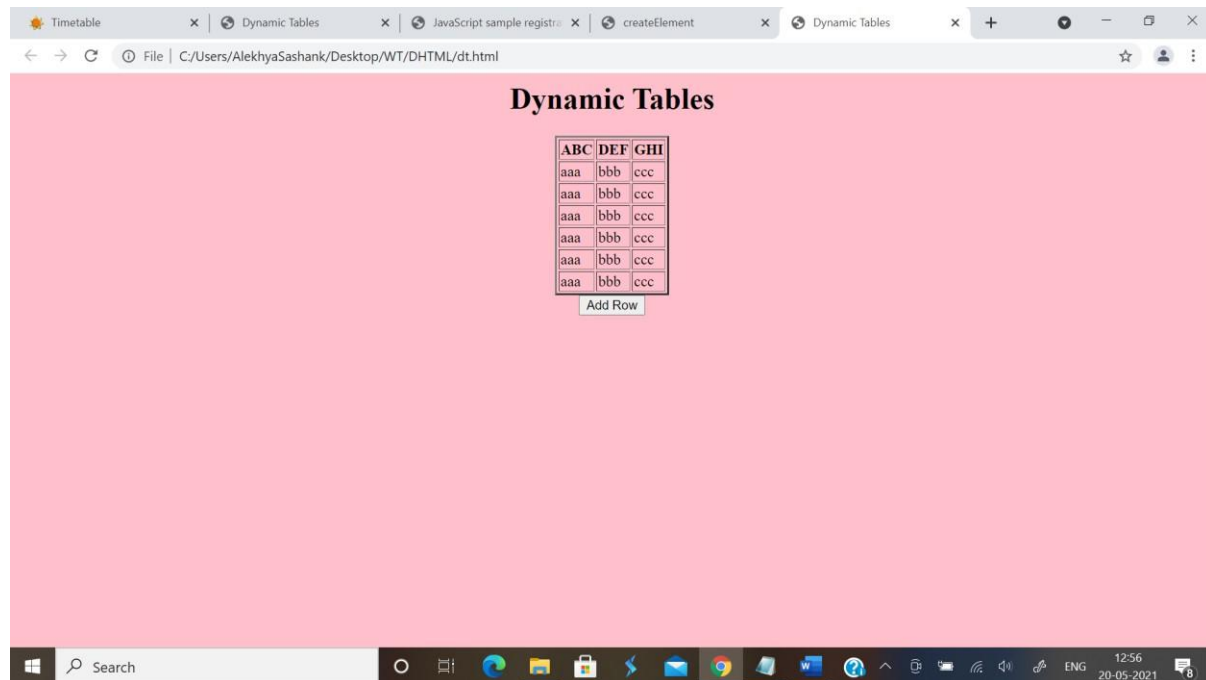 Timetable
Dynamic Tables
JavaScript sample registra
createElement
Dynamic Tables
File | C:/Users/AlekhyaSashank/Desktop/WT/DHTML/dt.html
Dynamic Tables
ABC DEF GHI
aaa bbb ccc
aaa bbb ccc
aaa bbb ccc
aaa bbb ccc
aaa bbb ccc
aaa bbb ccc
Add Row
Search
ENG
12:56
20-05-2021
8